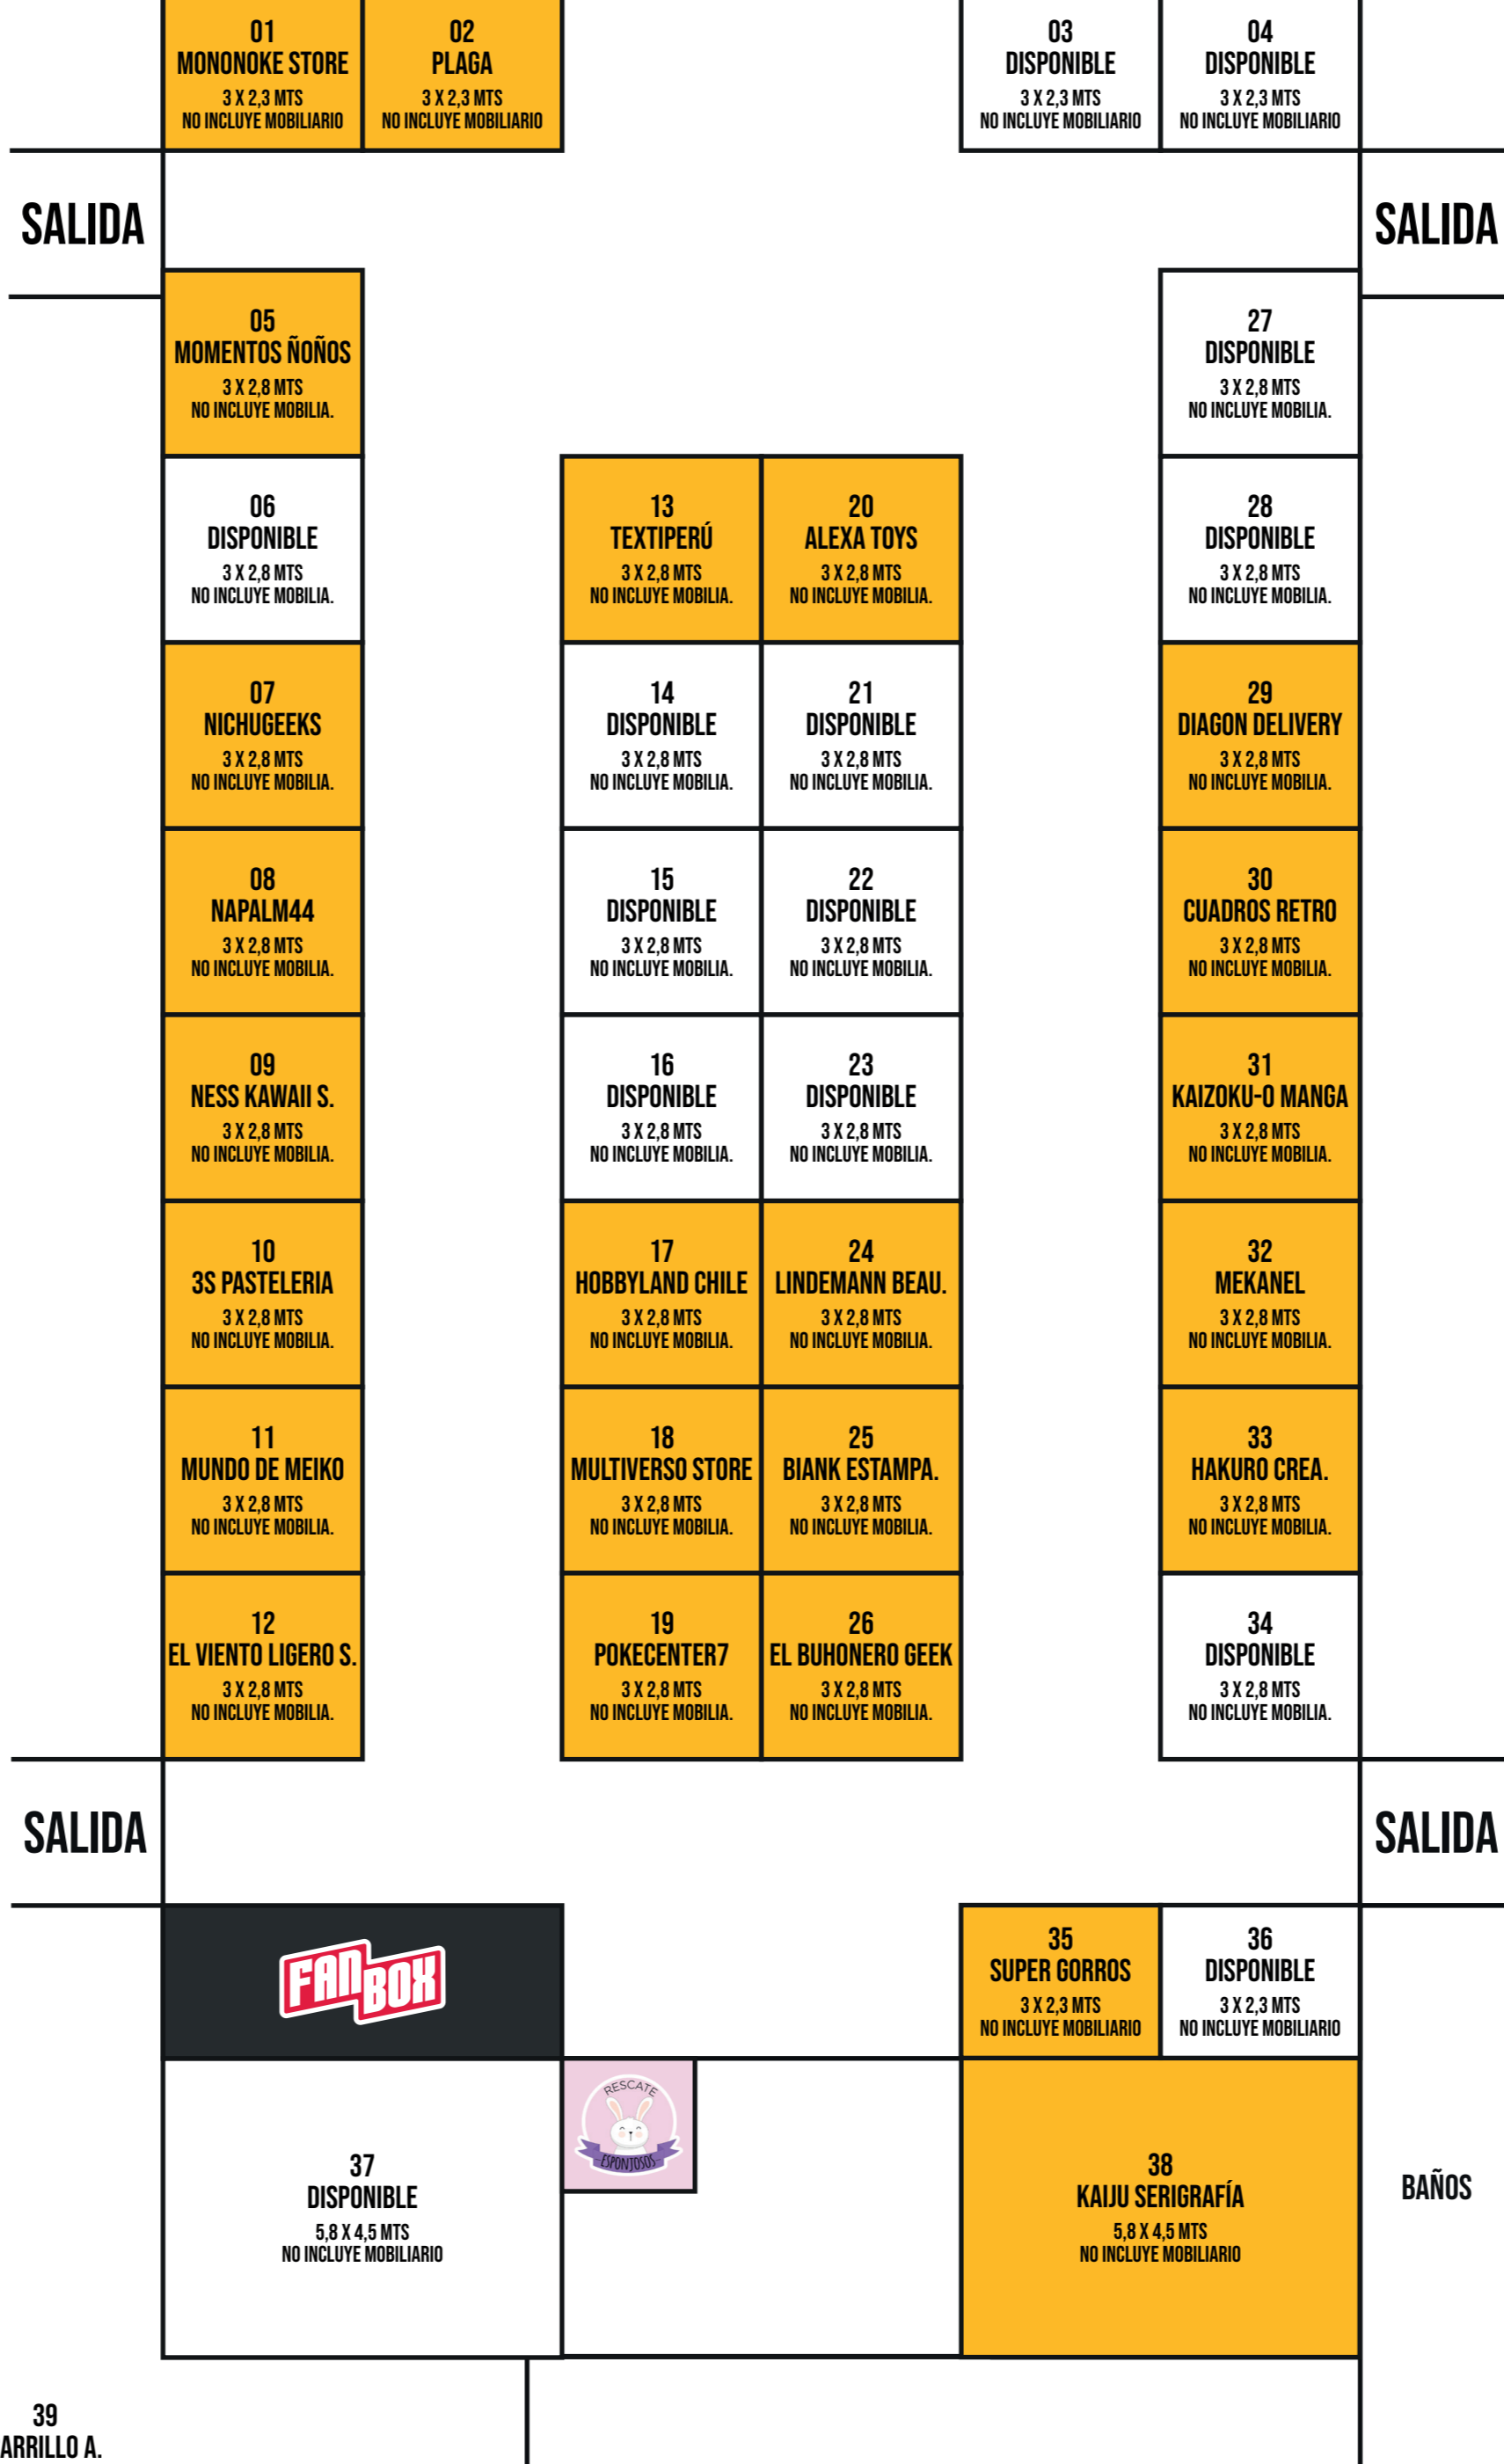 01
MONONOKE STORE
3 X 2,3 MTS
NO INCLUYE MOBILIARIO
02
PLAGA
3 X 2,3 MTS
NO INCLUYE MOBILIARIO
03
DISPONIBLE
3 X 2,3 MTS
NO INCLUYE MOBILIARIO
04
DISPONIBLE
3 X 2,3 MTS
NO INCLUYE MOBILIARIO
SALIDA
SALIDA
05
MOMENTOS ÑOÑOS
3 X 2,8 MTS
NO INCLUYE MOBILIA.
27
DISPONIBLE
3 X 2,8 MTS
NO INCLUYE MOBILIA.
06
DISPONIBLE
3 X 2,8 MTS
NO INCLUYE MOBILIA.
13
TEXTIPERÚ
3 X 2,8 MTS
NO INCLUYE MOBILIA.
20
ALEXA TOYS
3 X 2,8 MTS
NO INCLUYE MOBILIA.
28
DISPONIBLE
3 X 2,8 MTS
NO INCLUYE MOBILIA.
07
NICHUGEEKS
3 X 2,8 MTS
NO INCLUYE MOBILIA.
14
DISPONIBLE
3 X 2,8 MTS
NO INCLUYE MOBILIA.
21
DISPONIBLE
3 X 2,8 MTS
NO INCLUYE MOBILIA.
29
DIAGON DELIVERY
3 X 2,8 MTS
NO INCLUYE MOBILIA.
08
NAPALM44
3 X 2,8 MTS
NO INCLUYE MOBILIA.
15
DISPONIBLE
3 X 2,8 MTS
NO INCLUYE MOBILIA.
22
DISPONIBLE
3 X 2,8 MTS
NO INCLUYE MOBILIA.
30
CUADROS RETRO
3 X 2,8 MTS
NO INCLUYE MOBILIA.
09
NESS KAWAII S.
3 X 2,8 MTS
NO INCLUYE MOBILIA.
16
DISPONIBLE
3 X 2,8 MTS
NO INCLUYE MOBILIA.
23
DISPONIBLE
3 X 2,8 MTS
NO INCLUYE MOBILIA.
31
KAIZOKU-O MANGA
3 X 2,8 MTS
NO INCLUYE MOBILIA.
10
3S PASTELERIA
3 X 2,8 MTS
NO INCLUYE MOBILIA.
17
HOBBYLAND CHILE
3 X 2,8 MTS
NO INCLUYE MOBILIA.
24
LINDEMANN BEAU.
3 X 2,8 MTS
NO INCLUYE MOBILIA.
32
MEKANEL
3 X 2,8 MTS
NO INCLUYE MOBILIA.
11
MUNDO DE MEIKO
3 X 2,8 MTS
NO INCLUYE MOBILIA.
18
MULTIVERSO STORE
3 X 2,8 MTS
NO INCLUYE MOBILIA.
25
BIANK ESTAMPA.
3 X 2,8 MTS
NO INCLUYE MOBILIA.
33
HAKURO CREA.
3 X 2,8 MTS
NO INCLUYE MOBILIA.
12
EL VIENTO LIGERO S.
3 X 2,8 MTS
NO INCLUYE MOBILIA.
19
POKECENTER7
3 X 2,8 MTS
NO INCLUYE MOBILIA.
26
EL BUHONERO GEEK
3 X 2,8 MTS
NO INCLUYE MOBILIA.
34
DISPONIBLE
3 X 2,8 MTS
NO INCLUYE MOBILIA.
SALIDA
SALIDA
FANBOX
35
SUPER GORROS
3 X 2,3 MTS
NO INCLUYE MOBILIARIO
36
DISPONIBLE
3 X 2,3 MTS
NO INCLUYE MOBILIARIO
RESCATE
ESPONJOSOS
37
DISPONIBLE
5,8 X 4,5 MTS
NO INCLUYE MOBILIARIO
38
KAIJU SERIGRAFÍA
5,8 X 4,5 MTS
NO INCLUYE MOBILIARIO
BAÑOS
39
ARRILLO A.